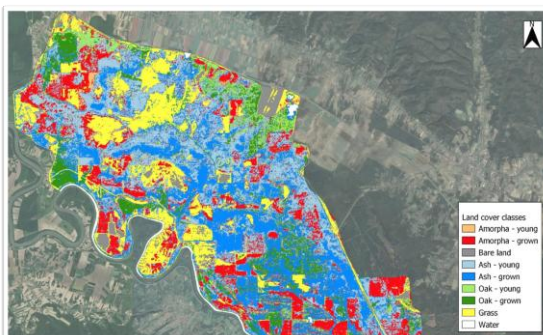 N
Land cover classes
Amorpha - young
Amorpha - grown
Bare land
Ash - young
Ash - grown
Oak - young
Oak - grown
Grass
Water